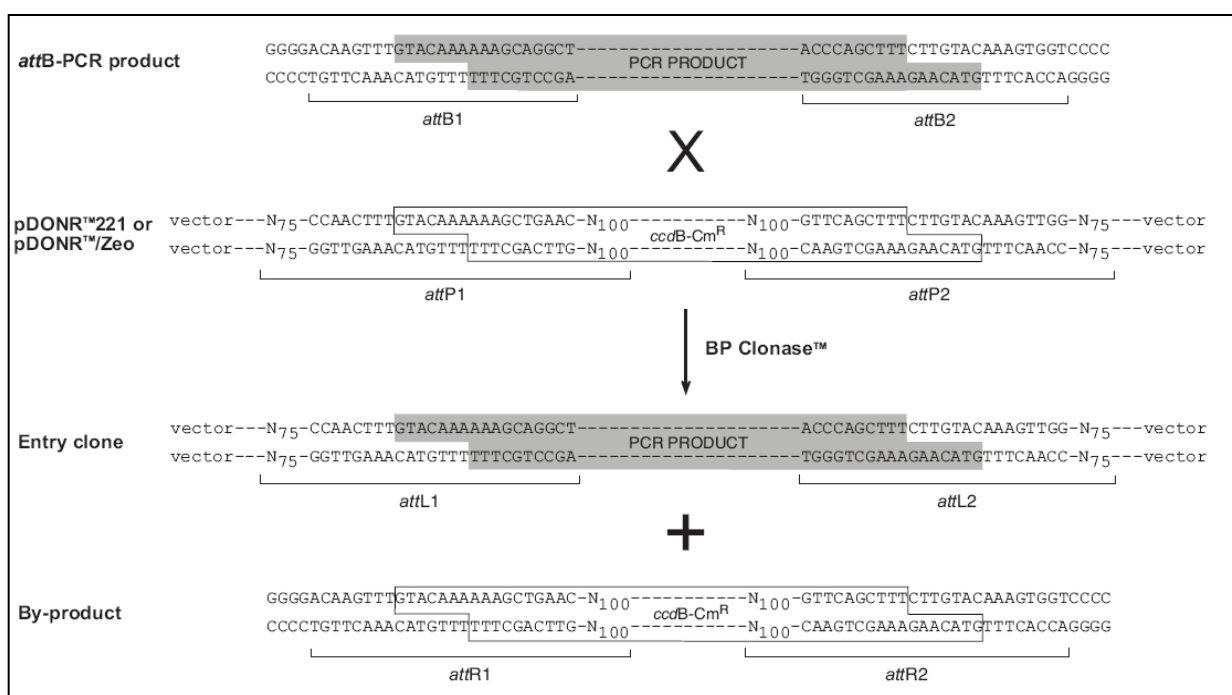 attB-PCR product
GGGGACAAGTTTGTACAAAAAAGCAGGCT------------------ACCCAGCTTTCTTGTACAAAGTGGTCCCC
PCR PRODUCT
CCCCTGTTCAAACATGTTTTTTCGTCCGA------------------TGGGTCGAAAGAACATGTTTCACCAGGGG
attB1 attB2
X
pDONR™221 or
pDONR™/Zeo
vector---N75-CCAACTTTGTACAAAAAAGCTGAAC-N100----------N100-GTTCAGCTTTCTTGTACAAAGTTGG-N75---vector
ccdB-CmR
vector---N75-GGTTGAAACATGTTTTTTCGACTTG-N100----------N100-CAAGTCGAAAGAACATGTTTCAACC-N75---vector
attP1 attP2
BP Clonase™
Entry clone
vector---N75-CCAACTTTGTACAAAAAAGCAGGCT------------------ACCCAGCTTTCTTGTACAAAGTTGG-N75---vector
PCR PRODUCT
vector---N75-GGTTGAAACATGTTTTTTCGTCCGA------------------TGGGTCGAAAGAACATGTTTCAACC-N75---vector
attL1 attL2
+
By-product
GGGGACAAGTTTGTACAAAAAAGCTGAAC-N100----------N100-GTTCAGCTTTCTTGTACAAAGTGGTCCCC
ccdB-CmR
CCCCTGTTCAAACATGTTTTTTCGACTTG-N100----------N100-CAAGTCGAAAGAACATGTTTCACCAGGGG
attR1 attR2